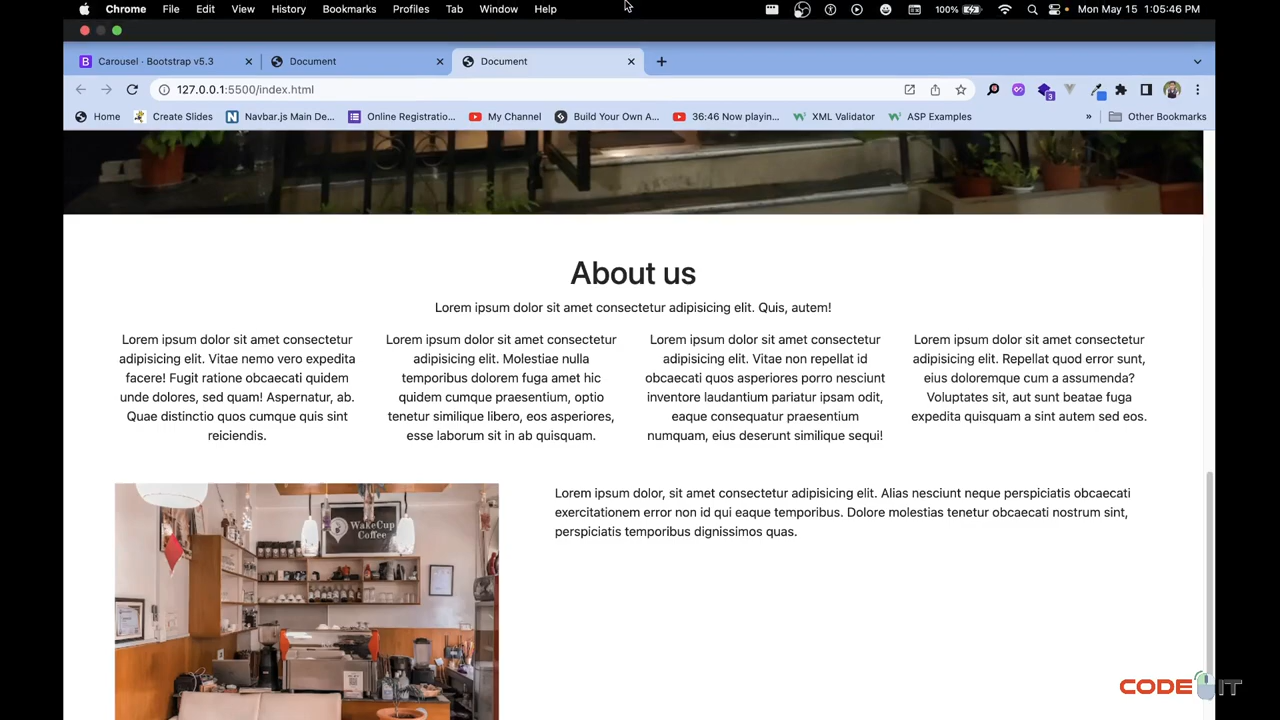 Chrome File Edit View History Bookmarks Profiles Tab Window Help 100% Mon May 15 1:05:46 PM
Carousel · Bootstrap v5.3 Document Document
127.0.0.1:5500/index.html
3
Home Create Slides Navbar.js Main De... Online Registratio... My Channel Build Your Own A... 36:46 Now playin... XML Validator ASP Examples » Other Bookmarks
About us
Lorem ipsum dolor sit amet consectetur adipisicing elit. Quis, autem!
Lorem ipsum dolor sit amet consectetur
adipisicing elit. Vitae nemo vero expedita
facere! Fugit ratione obcaecati quidem
unde dolores, sed quam! Aspernatur, ab.
Quae distinctio quos cumque quis sint
reiciendis.
Lorem ipsum dolor sit amet consectetur
adipisicing elit. Molestiae nulla
temporibus dolorem fuga amet hic
quidem cumque praesentium, optio
tenetur similique libero, eos asperiores,
esse laborum sit in ab quisquam.
Lorem ipsum dolor sit amet consectetur
adipisicing elit. Vitae non repellat id
obcaecati quos asperiores porro nesciunt
inventore laudantium pariatur ipsam odit,
eaque consequatur praesentium
numquam, eius deserunt similique sequi!
Lorem ipsum dolor sit amet consectetur
adipisicing elit. Repellat quod error sunt,
eius doloremque cum a assumenda?
Voluptates sit, aut sunt beatae fuga
expedita quisquam a sint autem sed eos.
WakeCup
Coffee
Lorem ipsum dolor, sit amet consectetur adipisicing elit. Alias nesciunt neque perspiciatis obcaecati
exercitationem error non id qui eaque temporibus. Dolore molestias tenetur obcaecati nostrum sint,
perspiciatis temporibus dignissimos quas.
CODE IT